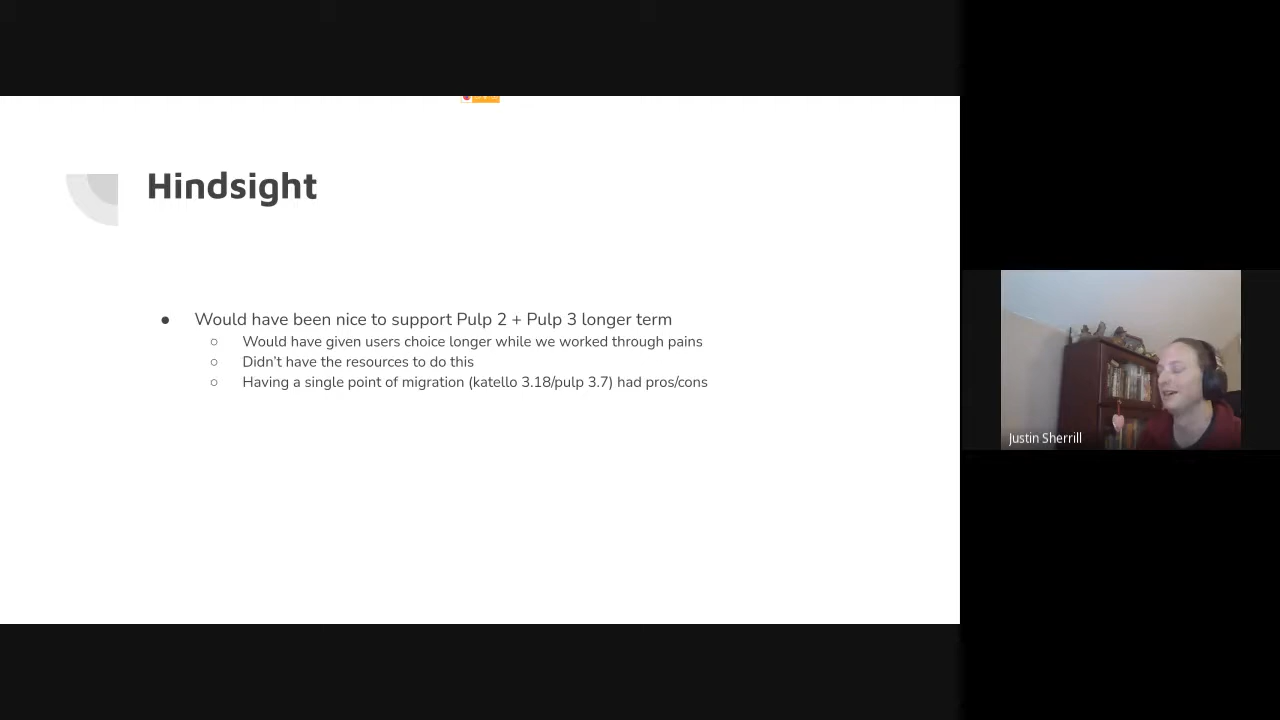 Hindsight
● Would have been nice to support Pulp 2 + Pulp 3 longer term
○ Would have given users choice longer while we worked through pains
○ Didn't have the resources to do this
○ Having a single point of migration (katello 3.18/pulp 3.7) had pros/cons
Justin Sherrill